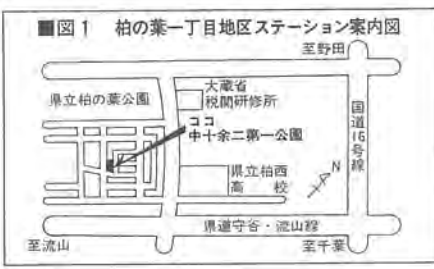 ■図1 柏の葉一丁目地区ステーション案内図
至野田
県立柏の葉公園
大蔵省
税関研修所
ココ
中十余二第一公園
国道16号線
県立柏西
高校
N
県道守谷・流山線
至流山
至千葉